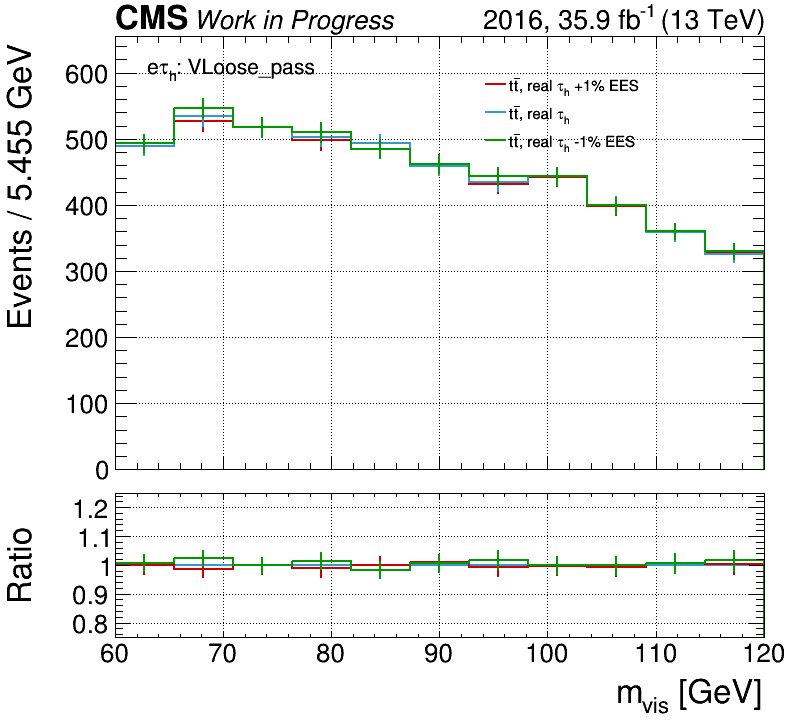 CMS Work in Progress 2016, 35.9 fb⁻¹ (13 TeV)
eτₕ: VLoose_pass
tt̄, real τₕ +1% EES
tt̄, real τₕ
tt̄, real τₕ -1% EES
Events / 5.455 GeV
600
500
400
300
200
100
0
Ratio
1.2
1.1
1
0.9
0.8
60 70 80 90 100 110 120
m_vis [GeV]